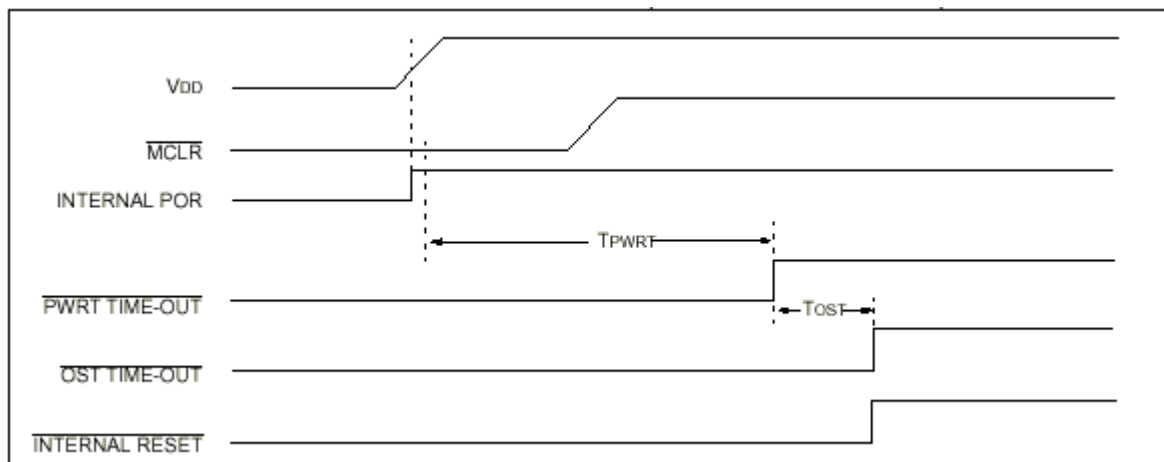 VDD
MCLR
INTERNAL POR
TPWRT
PWRT TIME-OUT
TOST
OST TIME-OUT
INTERNAL RESET